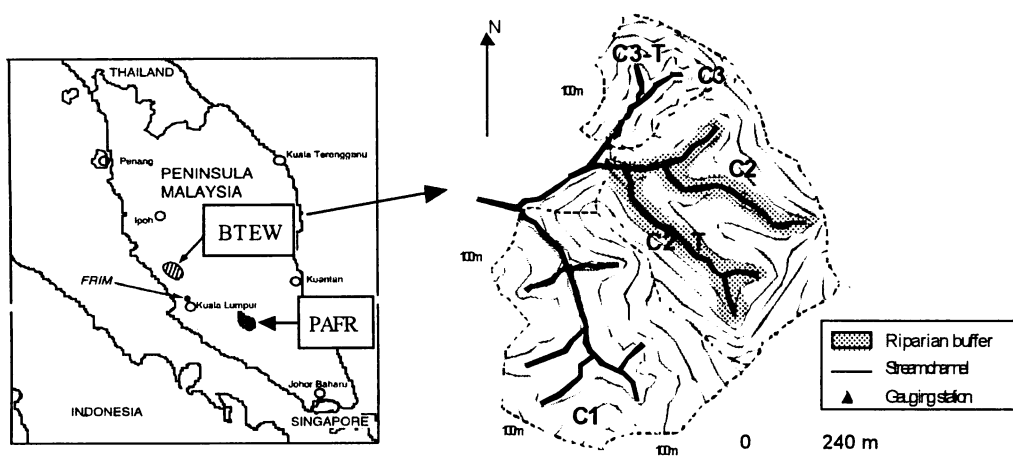 THAILAND
Penang
Kuala Terengganu
PENINSULA
MALAYSIA
Ipoh
BTEW
FRIM
Kuantan
Kuala Lumpur
PAFR
Johor Baharu
INDONESIA
SINGAPORE
N
C3-T
C3
100m
C2
C2 T
100m
C1
100m
100m
0 240 m
Riparian buffer
Streamchannel
Gauging station